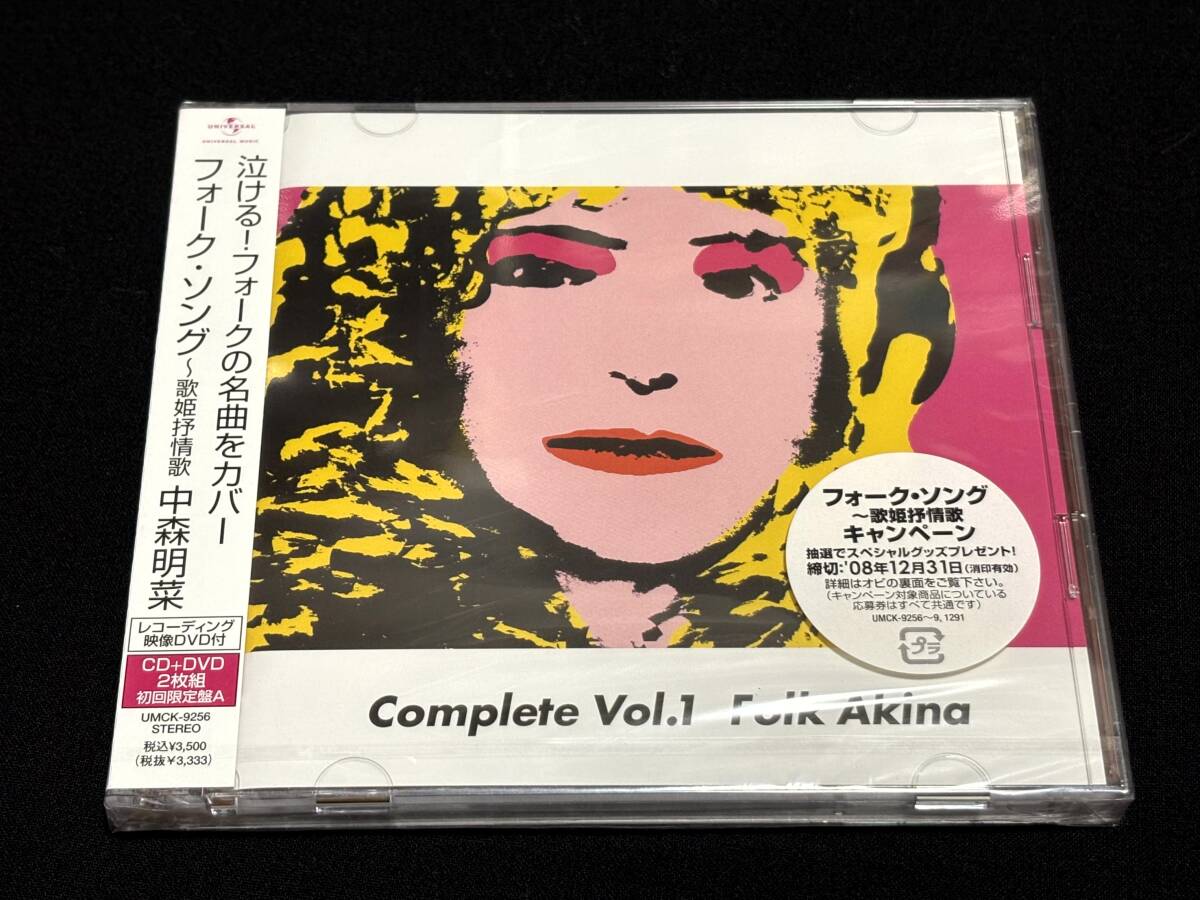 UNIVERSAL
UNIVERSAL MUSIC
泣ける!フォークの名曲をカバー
フォーク・ソング〜歌姫抒情歌 中森明菜
レコーディング
映像DVD付
CD+DVD
2枚組
初回限定盤A
UMCK-9256
STEREO
税込¥3,500
(税抜¥3,333)
フォーク・ソング
〜歌姫抒情歌
キャンペーン
抽選でスペシャルグッズプレゼント!
締切:'08年12月31日(消印有効)
詳細はオビの裏面をご覧下さい。
(キャンペーン対象商品についている
応募券はすべて共通です)
UMCK-9256〜9, 1291
プラ
Complete Vol.1 Folk Akina